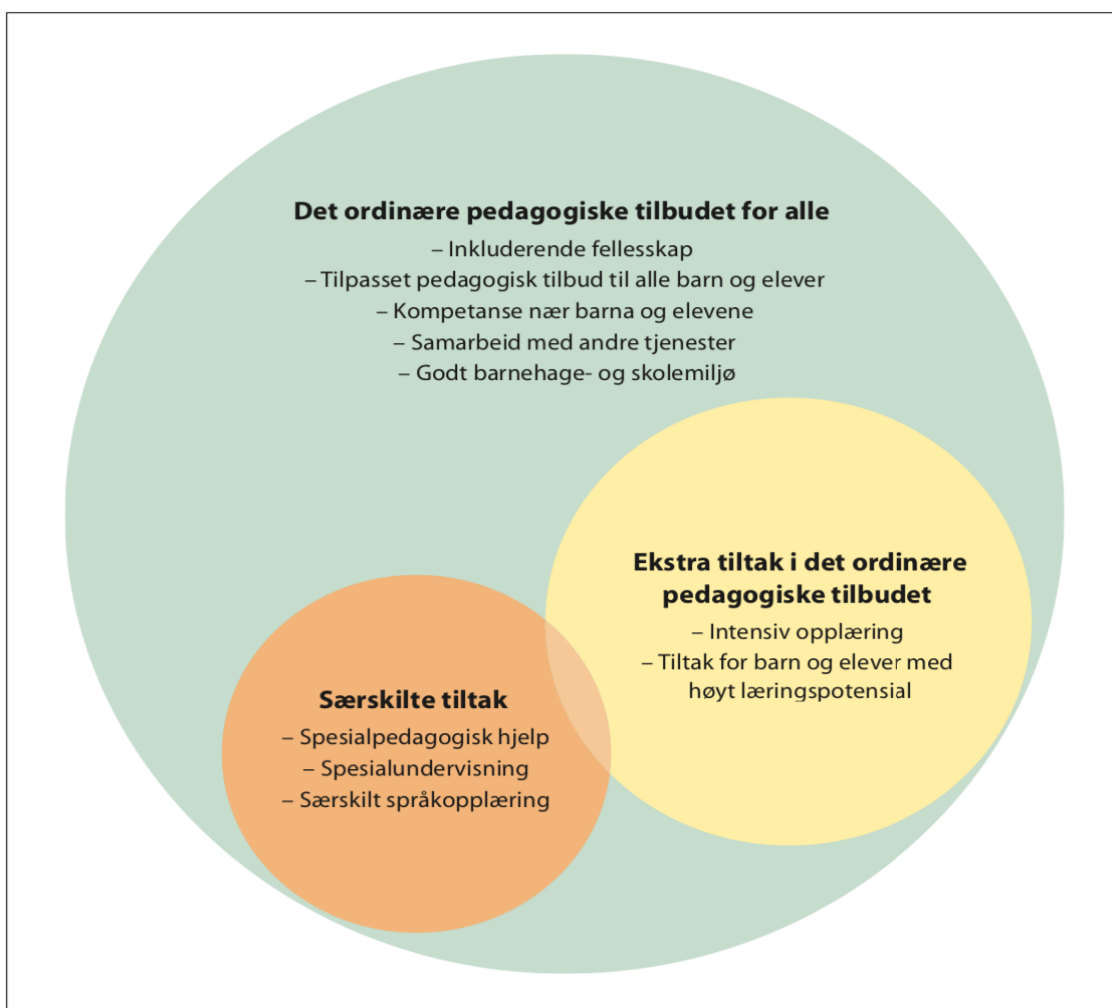 Det ordinære pedagogiske tilbudet for alle
– Inkluderende fellesskap
– Tilpasset pedagogisk tilbud til alle barn og elever
– Kompetanse nær barna og elevene
– Samarbeid med andre tjenester
– Godt barnehage- og skolemiljø
Ekstra tiltak i det ordinære
pedagogiske tilbudet
– Intensiv opplæring
– Tiltak for barn og elever med
høyt læringspotensial
Særskilte tiltak
– Spesialpedagogisk hjelp
– Spesialundervisning
– Særskilt språkopplæring